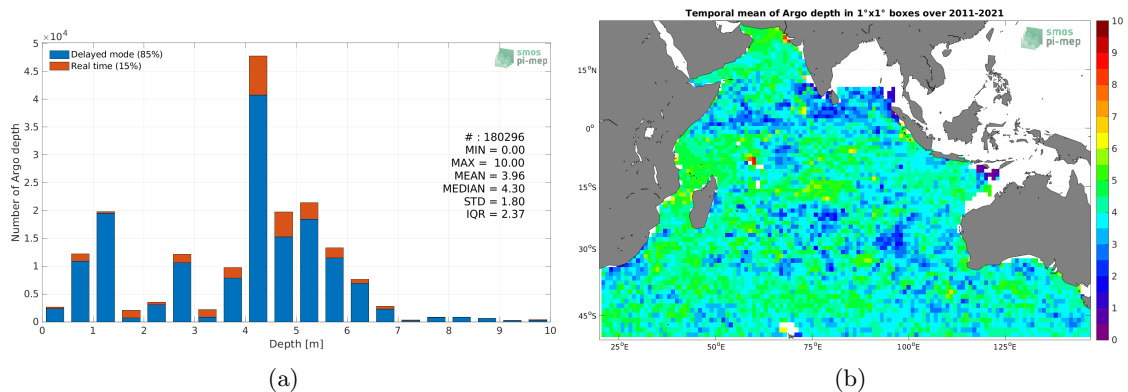 ×10⁴
5
4.5
4
3.5
3
2.5
2
1.5
1
0.5
0
Number of Argo depth
Delayed mode (85%)
Real time (15%)
smos
pi-mep
# : 180296
MIN = 0.00
MAX = 10.00
MEAN = 3.96
MEDIAN = 4.30
STD = 1.80
IQR = 2.37
0 1 2 3 4 5 6 7 8 9 10
Depth [m]
(a)
Temporal mean of Argo depth in 1°x1° boxes over 2011-2021
smos
pi-mep
15°N
0°
15°S
30°S
45°S
25°E 50°E 75°E 100°E 125°E
10
9
8
7
6
5
4
3
2
1
0
(b)